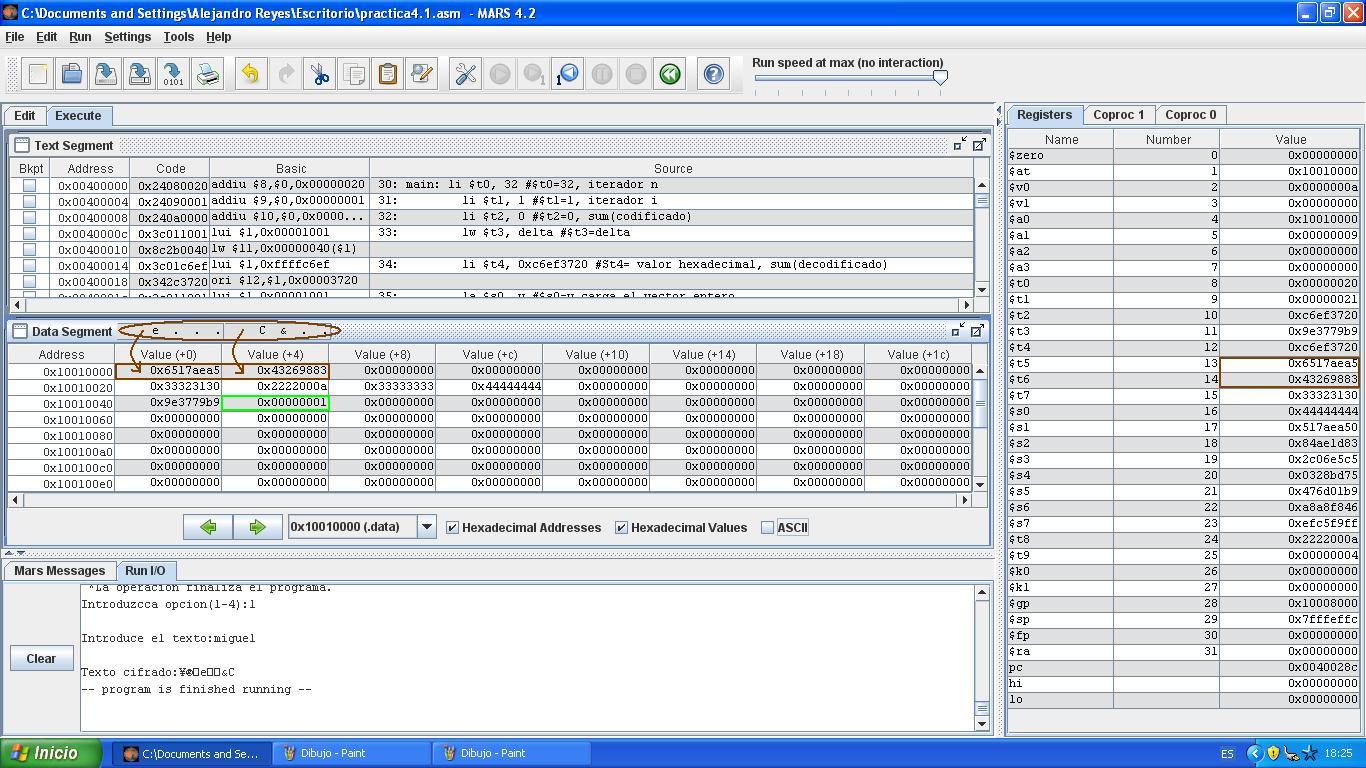 C:\Documents and Settings\Alejandro Reyes\Escritorio\practica4.1.asm - MARS 4.2
File Edit Run Settings Tools Help
Run speed at max (no interaction)
Edit Execute
Text Segment
Bkpt Address Code Basic Source
0x00400000 0x24080020 addiu $8,$0,0x00000020 30: main: li $t0, 32 #$t0=32, iterador n
0x00400004 0x24090001 addiu $9,$0,0x00000001 31: li $t1, 1 #$t1=1, iterador i
0x00400008 0x240a0000 addiu $10,$0,0x0000... 32: li $t2, 0 #$t2=0, sum(codificado)
0x0040000c 0x3c011001 lui $1,0x00001001 33: lw $t3, delta #$t3=delta
0x00400010 0x8c2b0040 lw $11,0x00000040($1)
0x00400014 0x3c01c6ef lui $1,0xffffc6ef 34: li $t4, 0xc6ef3720 #St4= valor hexadecimal, sum(decodificado)
0x00400018 0x342c3720 ori $12,$1,0x00003720
0x0040001c 0x3c011001 lui $1,0x00001001 35: la $s0, v #$s0=v carga el vector entero
Data Segment e . . . C & . .
Address Value (+0) Value (+4) Value (+8) Value (+c) Value (+10) Value (+14) Value (+18) Value (+1c)
0x10010000 0x6517aea5 0x43269883 0x00000000 0x00000000 0x00000000 0x00000000 0x00000000 0x00000000
0x10010020 0x33323130 0x2222000a 0x33333333 0x44444444 0x00000000 0x00000000 0x00000000 0x00000000
0x10010040 0x9e3779b9 0x00000001 0x00000000 0x00000000 0x00000000 0x00000000 0x00000000 0x00000000
0x10010060 0x00000000 0x00000000 0x00000000 0x00000000 0x00000000 0x00000000 0x00000000 0x00000000
0x10010080 0x00000000 0x00000000 0x00000000 0x00000000 0x00000000 0x00000000 0x00000000 0x00000000
0x100100a0 0x00000000 0x00000000 0x00000000 0x00000000 0x00000000 0x00000000 0x00000000 0x00000000
0x100100c0 0x00000000 0x00000000 0x00000000 0x00000000 0x00000000 0x00000000 0x00000000 0x00000000
0x100100e0 0x00000000 0x00000000 0x00000000 0x00000000 0x00000000 0x00000000 0x00000000 0x00000000
0x10010000 (.data) Hexadecimal Addresses Hexadecimal Values ASCII
Mars Messages Run I/O
*La operacion finaliza el programa.
Introduzcca opcion(1-4):1
Introduce el texto:miguel
Texto cifrado:¥®□e□□&C
-- program is finished running --
Clear
Registers Coproc 1 Coproc 0
Name Number Value
$zero 0 0x00000000
$at 1 0x10010000
$v0 2 0x0000000a
$v1 3 0x00000000
$a0 4 0x10010000
$a1 5 0x00000009
$a2 6 0x00000000
$a3 7 0x00000000
$t0 8 0x00000020
$t1 9 0x00000021
$t2 10 0xc6ef3720
$t3 11 0x9e3779b9
$t4 12 0xc6ef3720
$t5 13 0x6517aea5
$t6 14 0x43269883
$t7 15 0x33323130
$s0 16 0x44444444
$s1 17 0x517aea50
$s2 18 0x84ae1d83
$s3 19 0x2c06e5c5
$s4 20 0x0328bd75
$s5 21 0x476d01b9
$s6 22 0xa8a8f846
$s7 23 0xefc5f9ff
$t8 24 0x2222000a
$t9 25 0x00000004
$k0 26 0x00000000
$k1 27 0x00000000
$gp 28 0x10008000
$sp 29 0x7fffeffc
$fp 30 0x00000000
$ra 31 0x00000000
pc 0x0040028c
hi 0x00000000
lo 0x00000000
Inicio C:\Documents and Se... Dibujo - Paint Dibujo - Paint ES 18:25